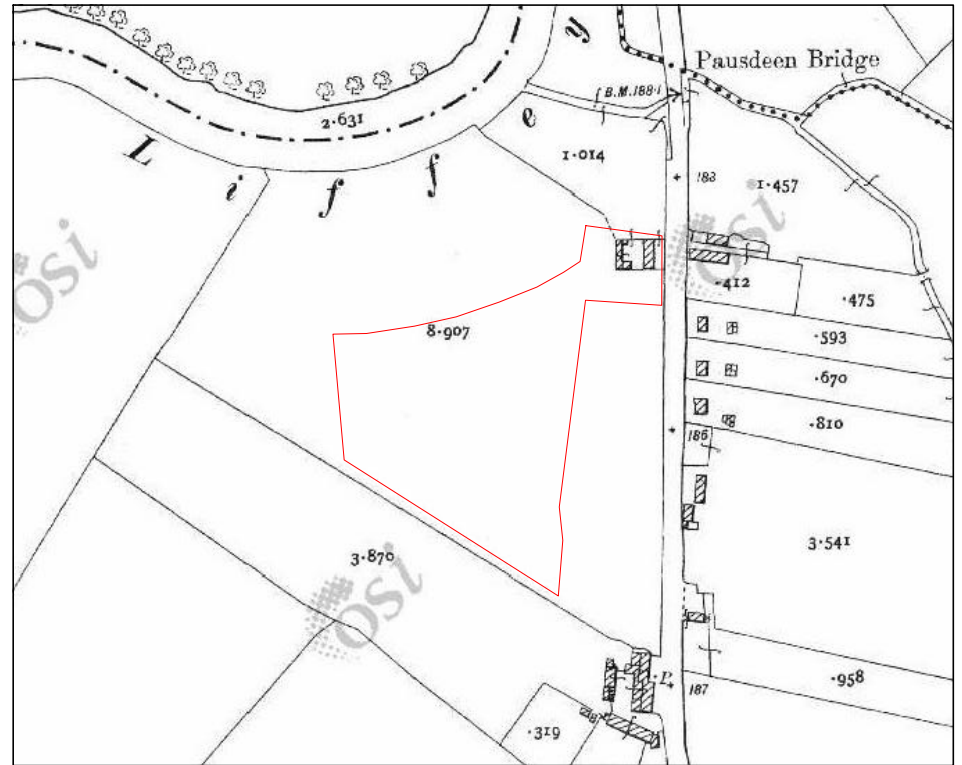 Pausdeen Bridge
B.M.188·1
2·631
L i f f e y
1·014
183
1·457
osi
osi
·412
·475
8·907
·593
·670
·810
186
3·541
3·870
osi
P.
187
·958
·319